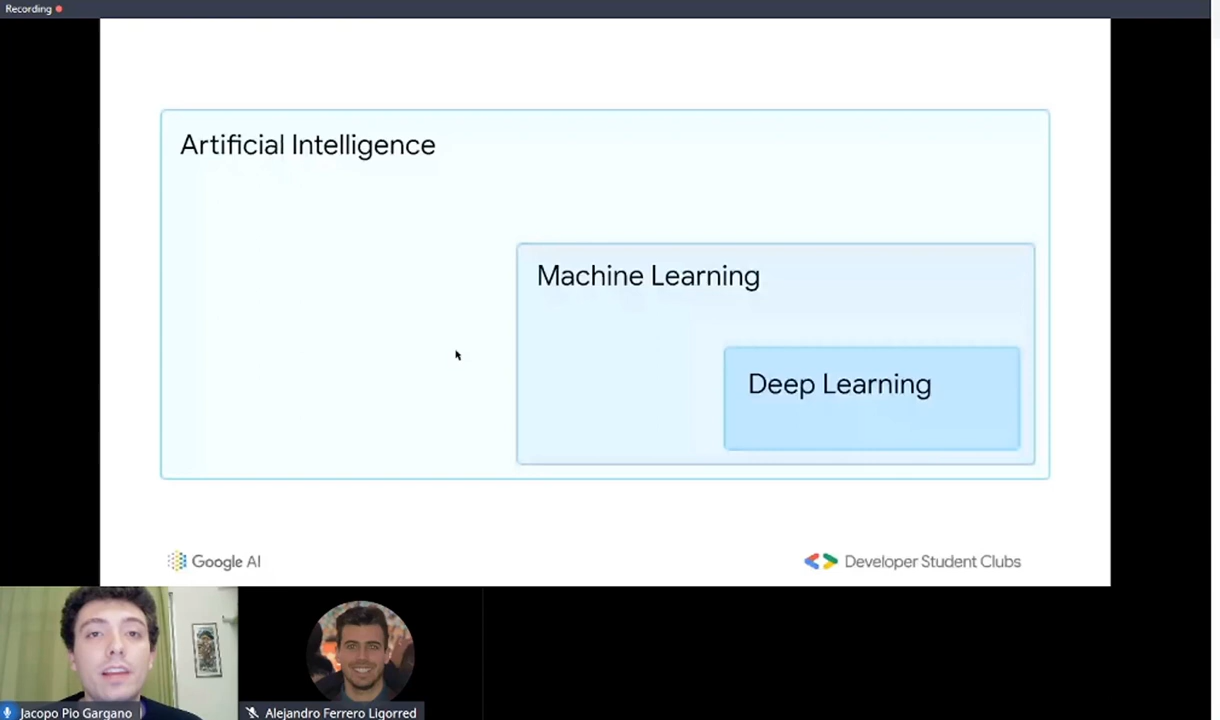 Recording
Artificial Intelligence
Machine Learning
Deep Learning
Google AI
Developer Student Clubs
Jacopo Pio Gargano
Alejandro Ferrero Ligorred